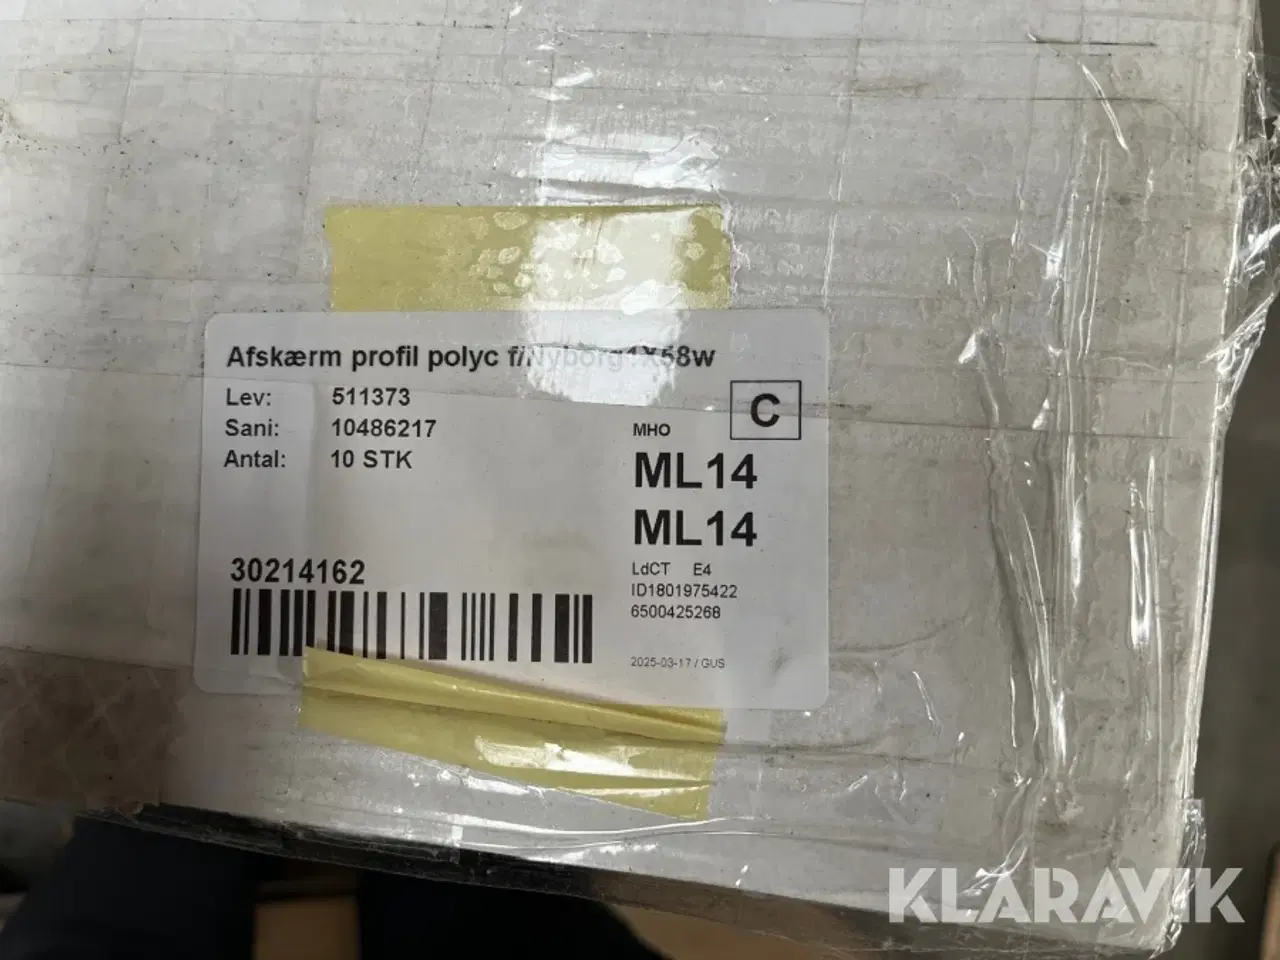 Afskærm profil polyc f/Nyborg1X58w
Lev: 511373
Sani: 10486217
Antal: 10 STK
C
MHO
ML14
ML14
LdCT E4
ID1801975422
6500425268
2025-03-17 / GUS
30214162
KLARAVIK